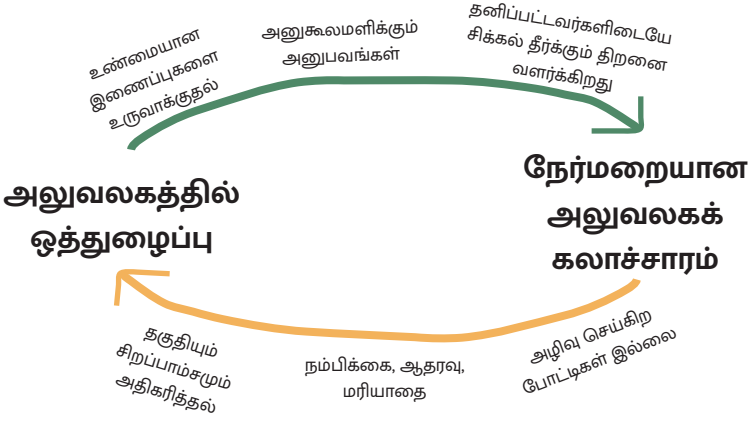 உண்மையான
இணைப்புகளை
உருவாக்குதல்
அனுகூலமளிக்கும்
அனுபவங்கள்
தனிப்பட்டவர்களிடையே
சிக்கல் தீர்க்கும் திறனை
வளர்க்கிறது
அலுவலகத்தில்
ஒத்துழைப்பு
நேர்மறையான
அலுவலகக்
கலாச்சாரம்
தகுதியும்
சிறப்பாம்சமும்
அதிகரித்தல்
நம்பிக்கை, ஆதரவு,
மரியாதை
அழிவு செய்கிற
போட்டிகள் இல்லை